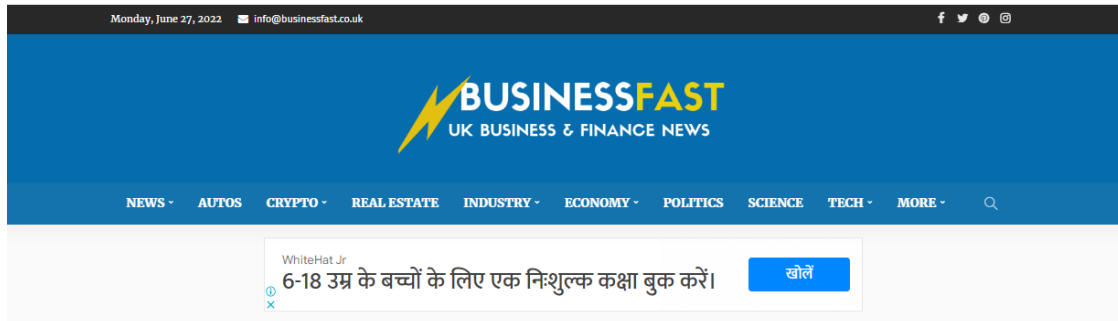 Monday, June 27, 2022 info@businessfast.co.uk
BUSINESSFAST
UK BUSINESS & FINANCE NEWS
NEWS AUTOS CRYPTO REAL ESTATE INDUSTRY ECONOMY POLITICS SCIENCE TECH MORE
WhiteHat Jr
6-18 उम्र के बच्चों के लिए एक निःशुल्क कक्षा बुक करें। खोलें